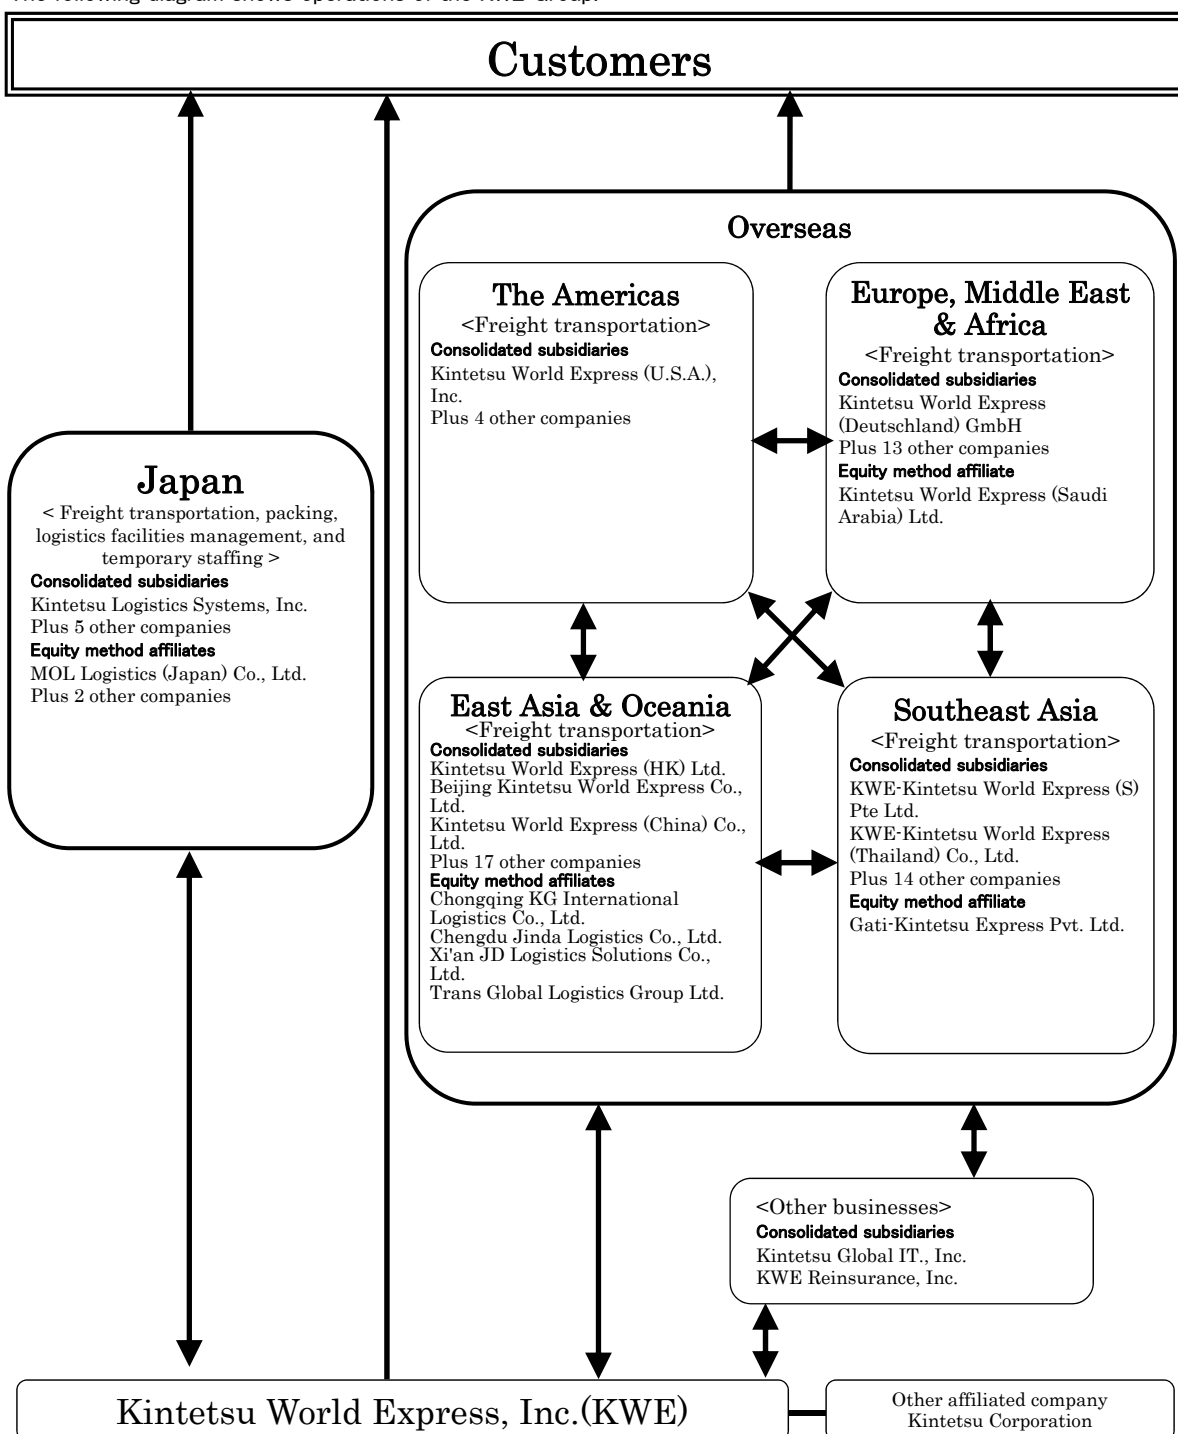 Customers
Overseas
The Americas
<Freight transportation>
Consolidated subsidiaries
Kintetsu World Express (U.S.A.),
Inc.
Plus 4 other companies
Europe, Middle East
& Africa
<Freight transportation>
Consolidated subsidiaries
Kintetsu World Express
(Deutschland) GmbH
Plus 13 other companies
Equity method affiliate
Kintetsu World Express (Saudi
Arabia) Ltd.
Japan
< Freight transportation, packing,
logistics facilities management, and
temporary staffing >
Consolidated subsidiaries
Kintetsu Logistics Systems, Inc.
Plus 5 other companies
Equity method affiliates
MOL Logistics (Japan) Co., Ltd.
Plus 2 other companies
East Asia & Oceania
<Freight transportation>
Consolidated subsidiaries
Kintetsu World Express (HK) Ltd.
Beijing Kintetsu World Express Co.,
Ltd.
Kintetsu World Express (China) Co.,
Ltd.
Plus 17 other companies
Equity method affiliates
Chongqing KG International
Logistics Co., Ltd.
Chengdu Jinda Logistics Co., Ltd.
Xi'an JD Logistics Solutions Co.,
Ltd.
Trans Global Logistics Group Ltd.
Southeast Asia
<Freight transportation>
Consolidated subsidiaries
KWE-Kintetsu World Express (S)
Pte Ltd.
KWE-Kintetsu World Express
(Thailand) Co., Ltd.
Plus 14 other companies
Equity method affiliate
Gati-Kintetsu Express Pvt. Ltd.
<Other businesses>
Consolidated subsidiaries
Kintetsu Global IT., Inc.
KWE Reinsurance, Inc.
Kintetsu World Express, Inc.(KWE)
Other affiliated company
Kintetsu Corporation